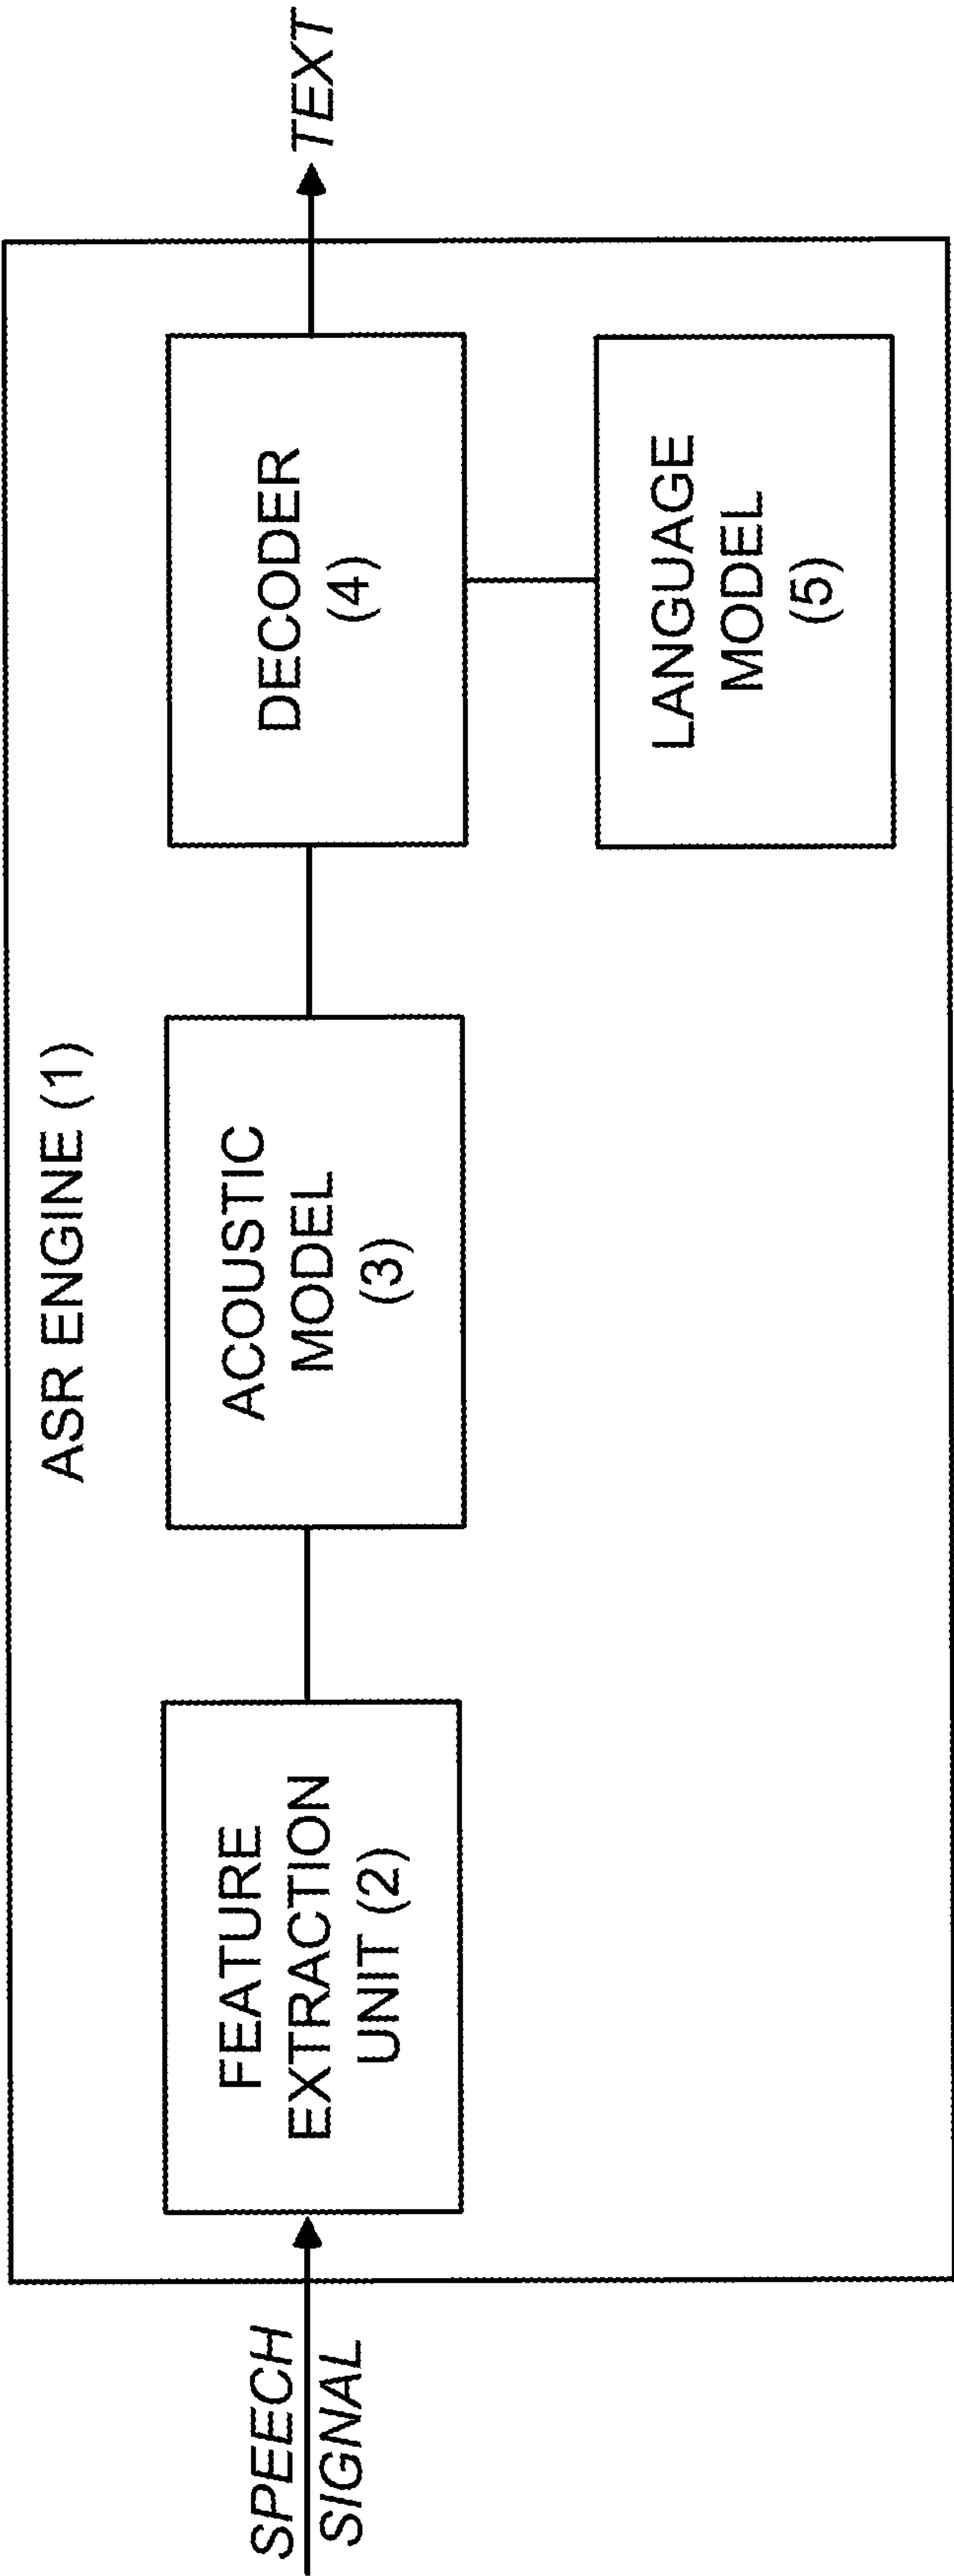 ASR ENGINE (1)
SPEECH
SIGNAL
FEATURE
EXTRACTION
UNIT (2)
ACOUSTIC
MODEL
(3)
DECODER
(4)
LANGUAGE
MODEL
(5)
TEXT